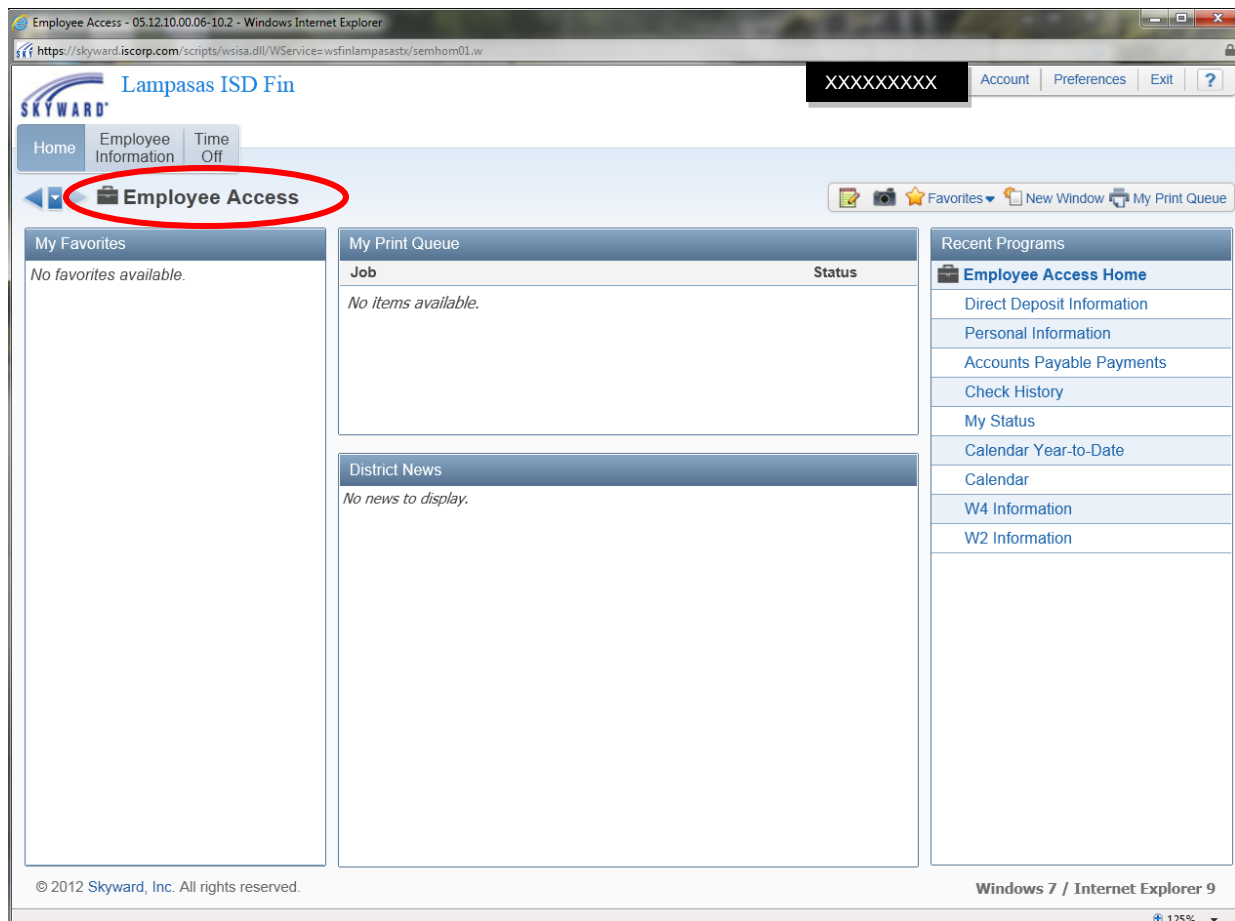 Employee Access - 05.12.10.00.06-10.2 - Windows Internet Explorer
https://skyward.iscorp.com/scripts/wsisa.dll/WService=wsfinlampasastx/semhom01.w
SKYWARD Lampasas ISD Fin XXXXXXXXX Account Preferences Exit ?
Home Employee Information Time Off
Employee Access Favorites New Window My Print Queue
My Favorites
No favorites available.
My Print Queue
Job Status
No items available.
District News
No news to display.
Recent Programs
Employee Access Home
Direct Deposit Information
Personal Information
Accounts Payable Payments
Check History
My Status
Calendar Year-to-Date
Calendar
W4 Information
W2 Information
© 2012 Skyward, Inc. All rights reserved. Windows 7 / Internet Explorer 9
125%